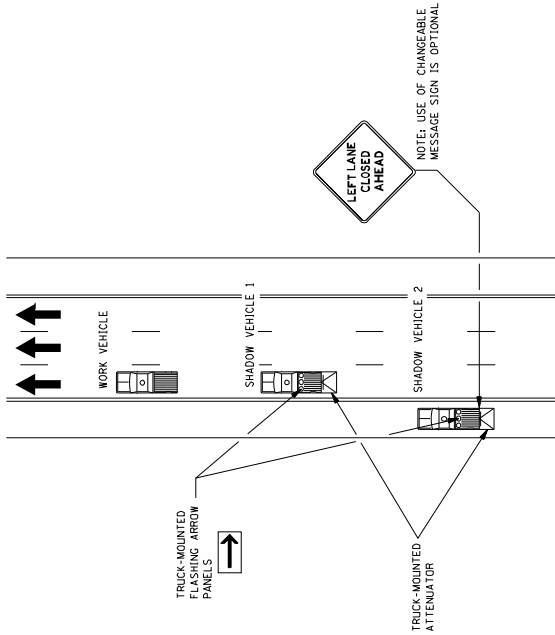 WORK VEHICLE
SHADOW VEHICLE 1
SHADOW VEHICLE 2
LEFT LANE
CLOSED
AHEAD
NOTE: USE OF CHANGEABLE
MESSAGE SIGN IS OPTIONAL
TRUCK-MOUNTED
FLASHING ARROW
PANELS
TRUCK-MOUNTED
ATTENUATOR